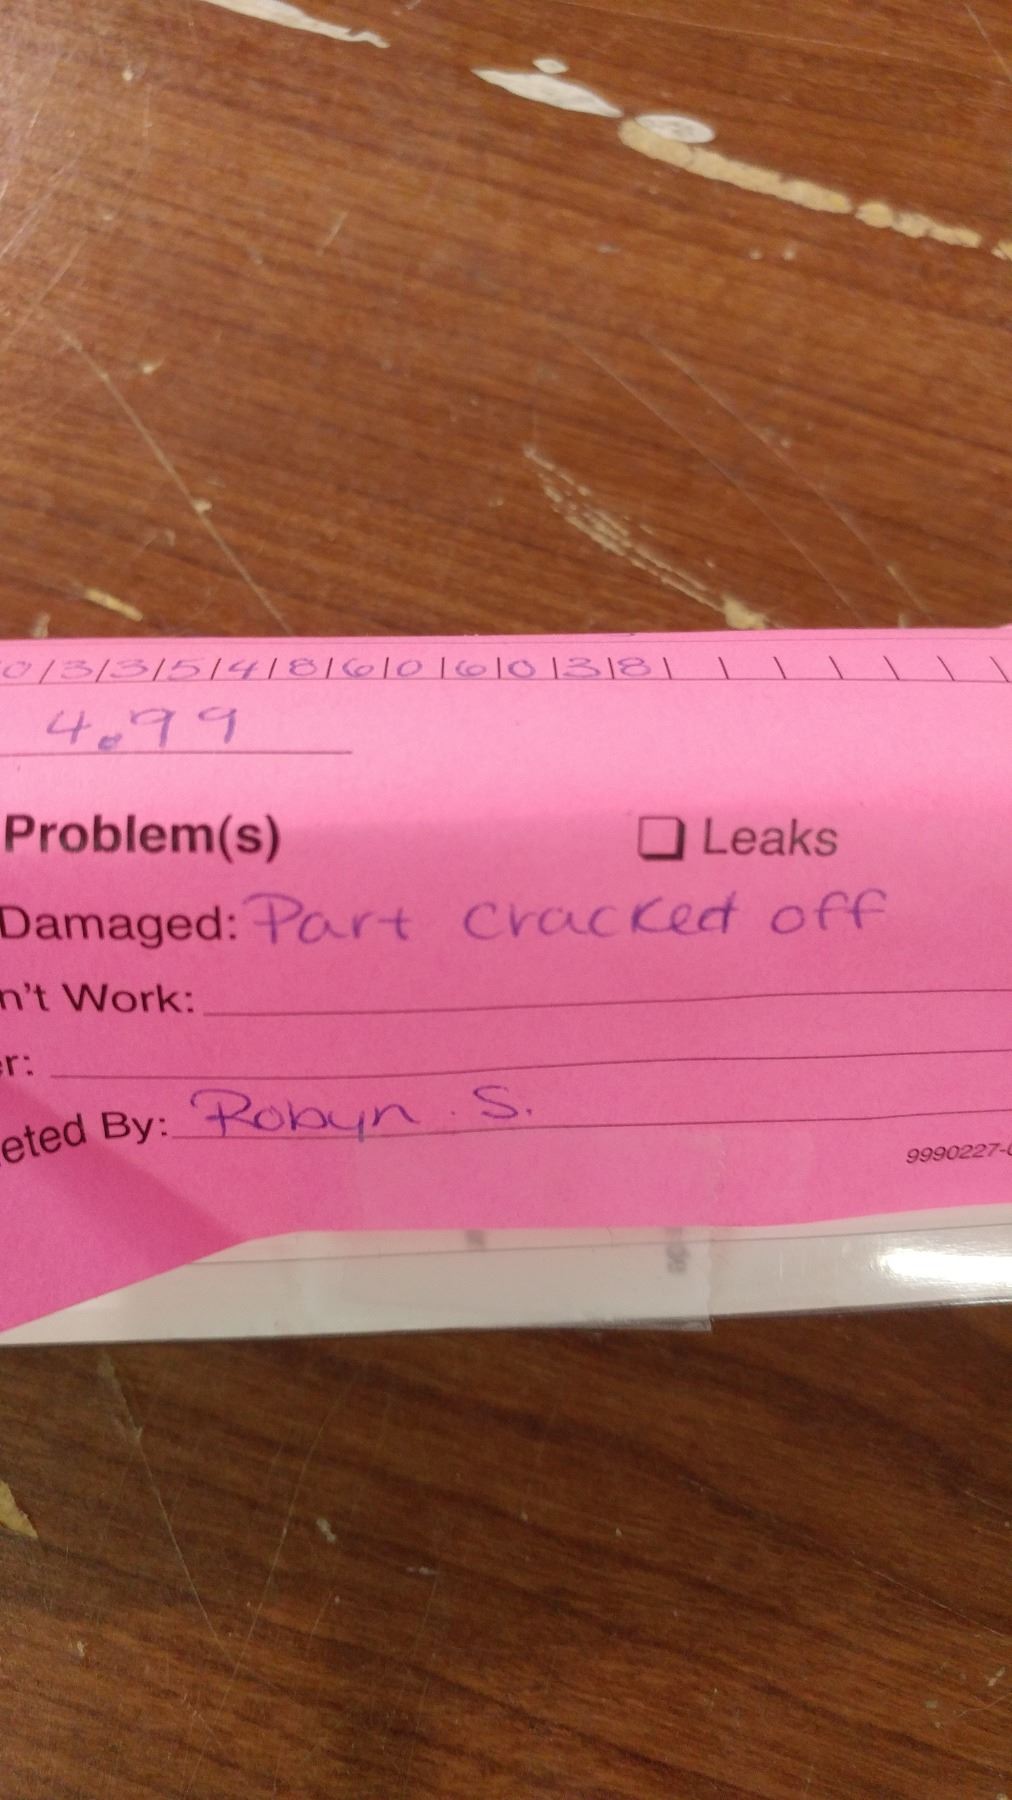 0|3|3|5|4|8|6|0|6|0|3|8|
4.99
Problem(s) ❑ Leaks
Damaged: Part cracked off
n't Work:
er:
eted By: Robyn. S.
9990227-